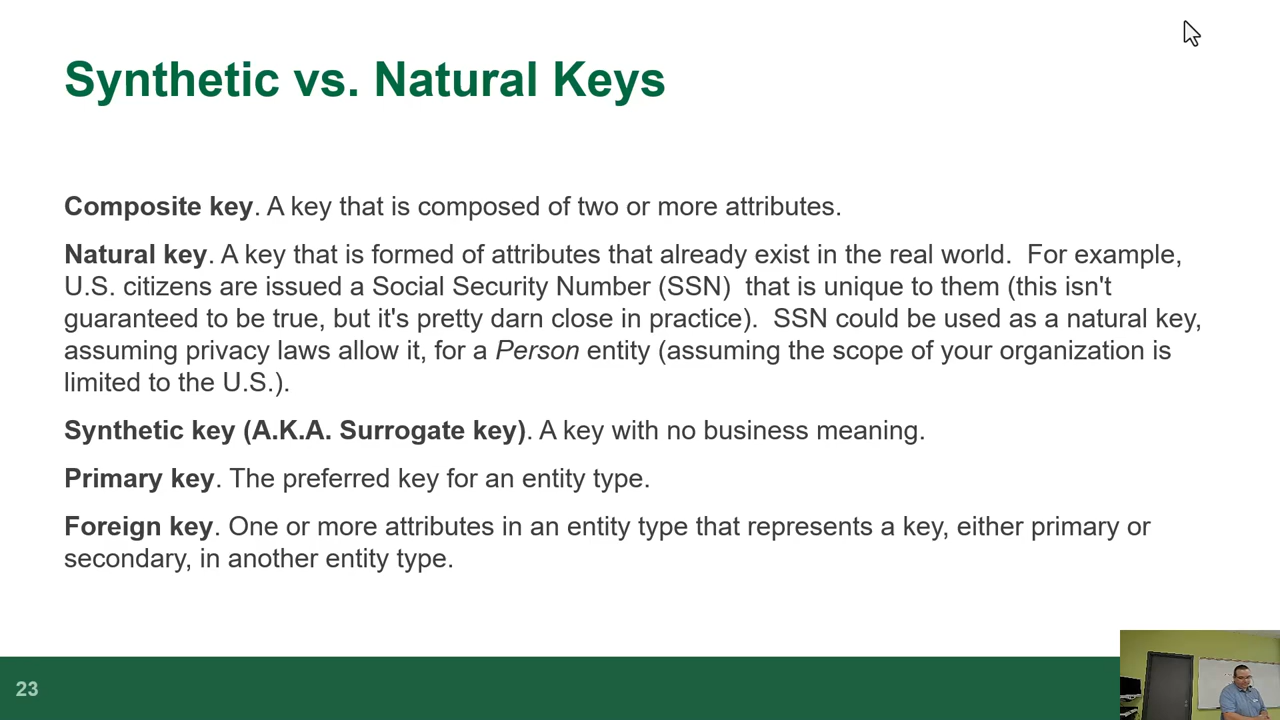 Synthetic vs. Natural Keys
Composite key. A key that is composed of two or more attributes.
Natural key. A key that is formed of attributes that already exist in the real world.  For example,
U.S. citizens are issued a Social Security Number (SSN)  that is unique to them (this isn't
guaranteed to be true, but it's pretty darn close in practice).  SSN could be used as a natural key,
assuming privacy laws allow it, for a Person entity (assuming the scope of your organization is
limited to the U.S.).
Synthetic key (A.K.A. Surrogate key). A key with no business meaning.
Primary key. The preferred key for an entity type.
Foreign key. One or more attributes in an entity type that represents a key, either primary or
secondary, in another entity type.
23